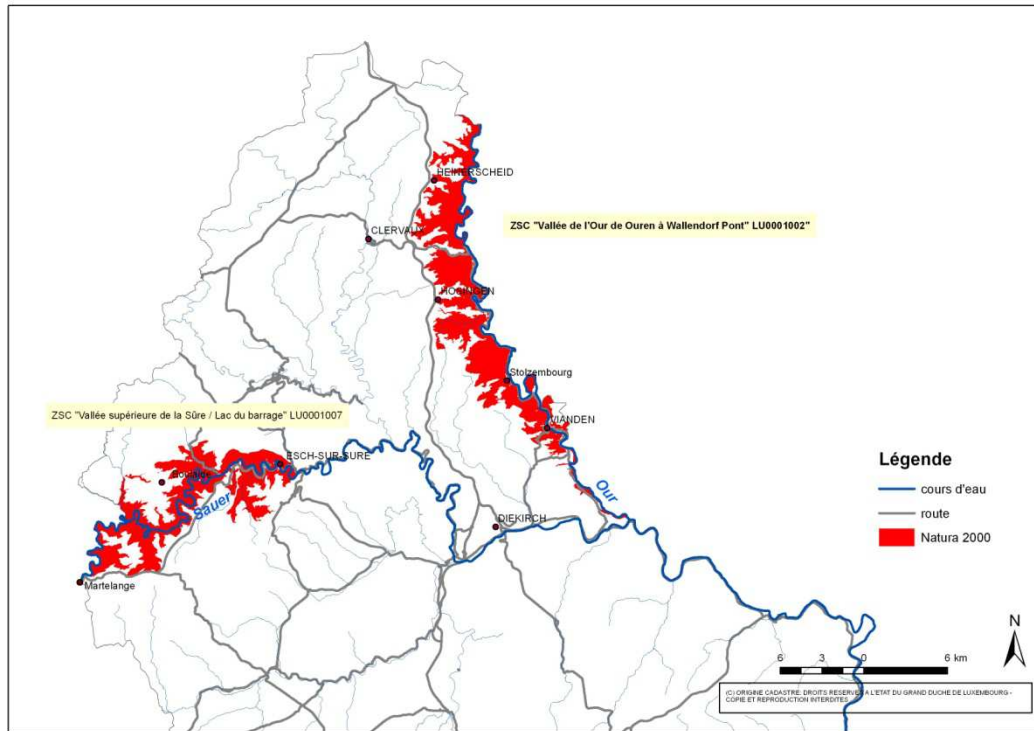 HEINERSCHEID
ZSC "Vallée de l'Our de Ouren à Wallendorf Pont" LU0001002"
CLERVAUX
HOSINGEN
Stolzembourg
ZSC "Vallée supérieure de la Sûre / Lac du barrage" LU0001007
VIANDEN
ESCH-SUR-SURE
Boulaide
Légende
Sauer
Our
cours d'eau
route
DIEKIRCH
Natura 2000
Martelange
N
6 3 0 6 km
(C) ORIGINE CADASTRE: DROITS RESERVES A L'ETAT DU GRAND DUCHE DE LUXEMBOURG -
COPIE ET REPRODUCTION INTERDITES